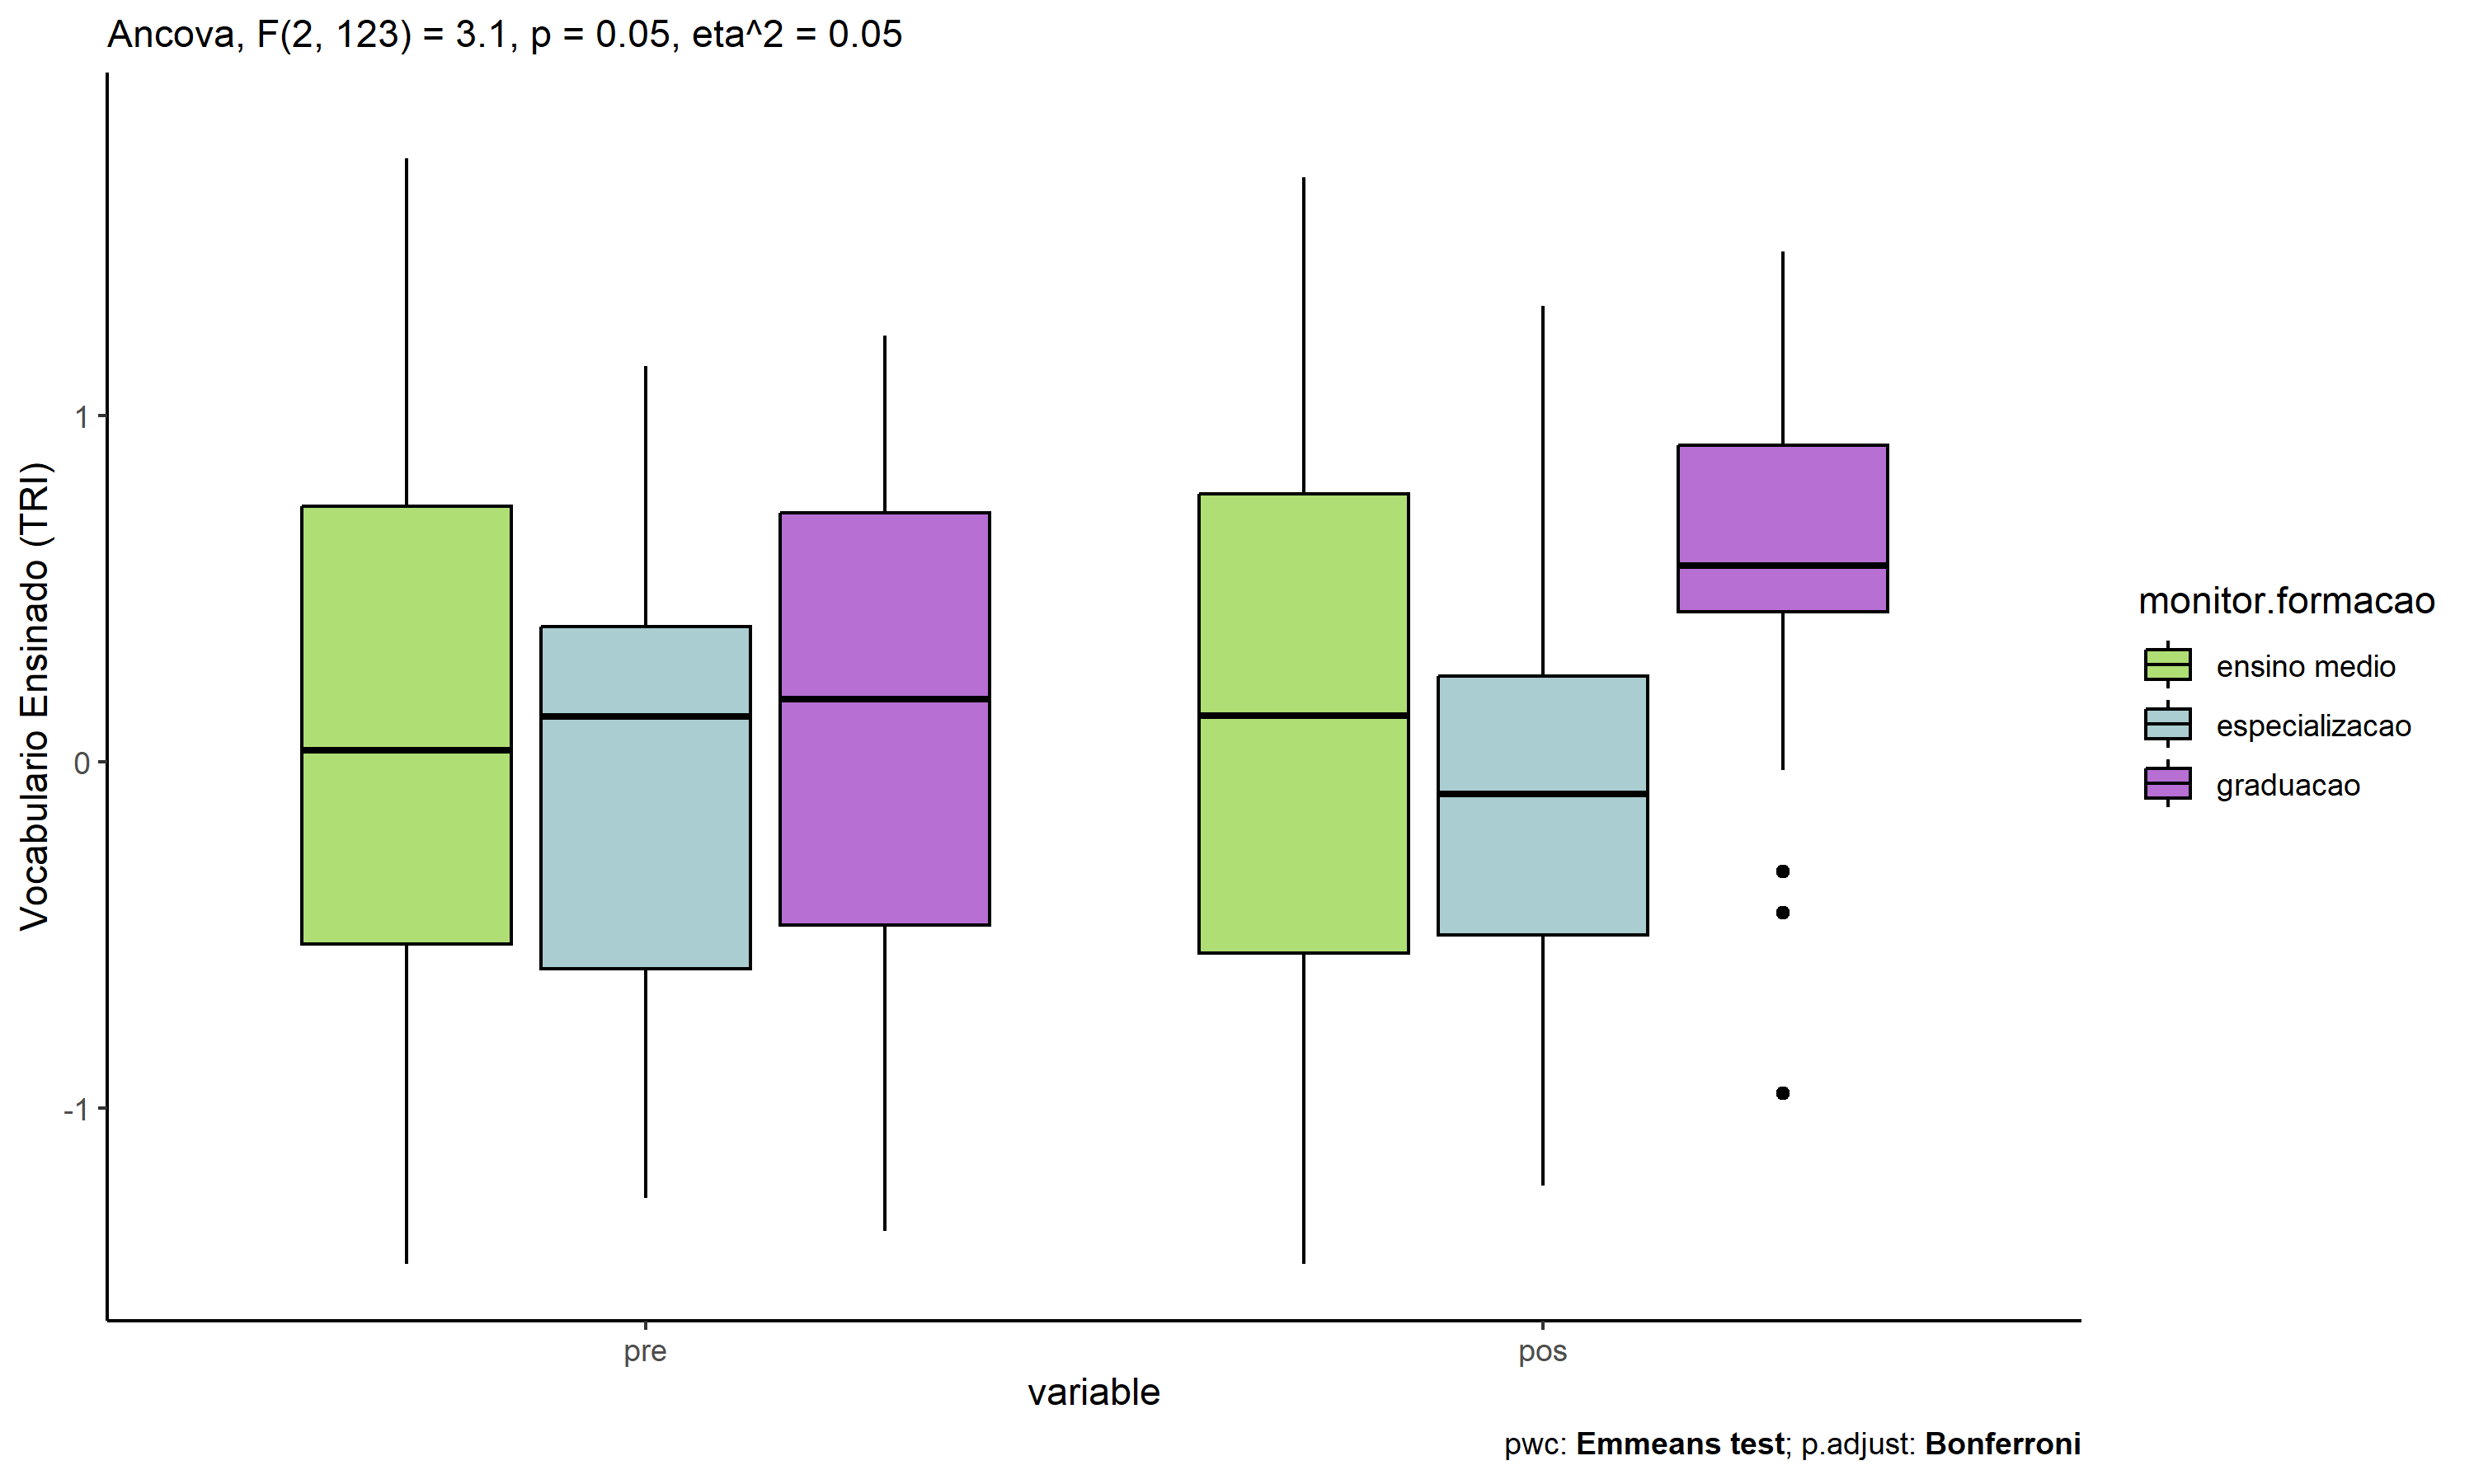 Ancova, F(2, 123) = 3.1, p = 0.05, eta^2 = 0.05
Vocabulario Ensinado (TRI)
1
0
-1
pre
pos
variable
monitor.formacao
ensino medio
especializacao
graduacao
pwc: Emmeans test; p.adjust: Bonferroni